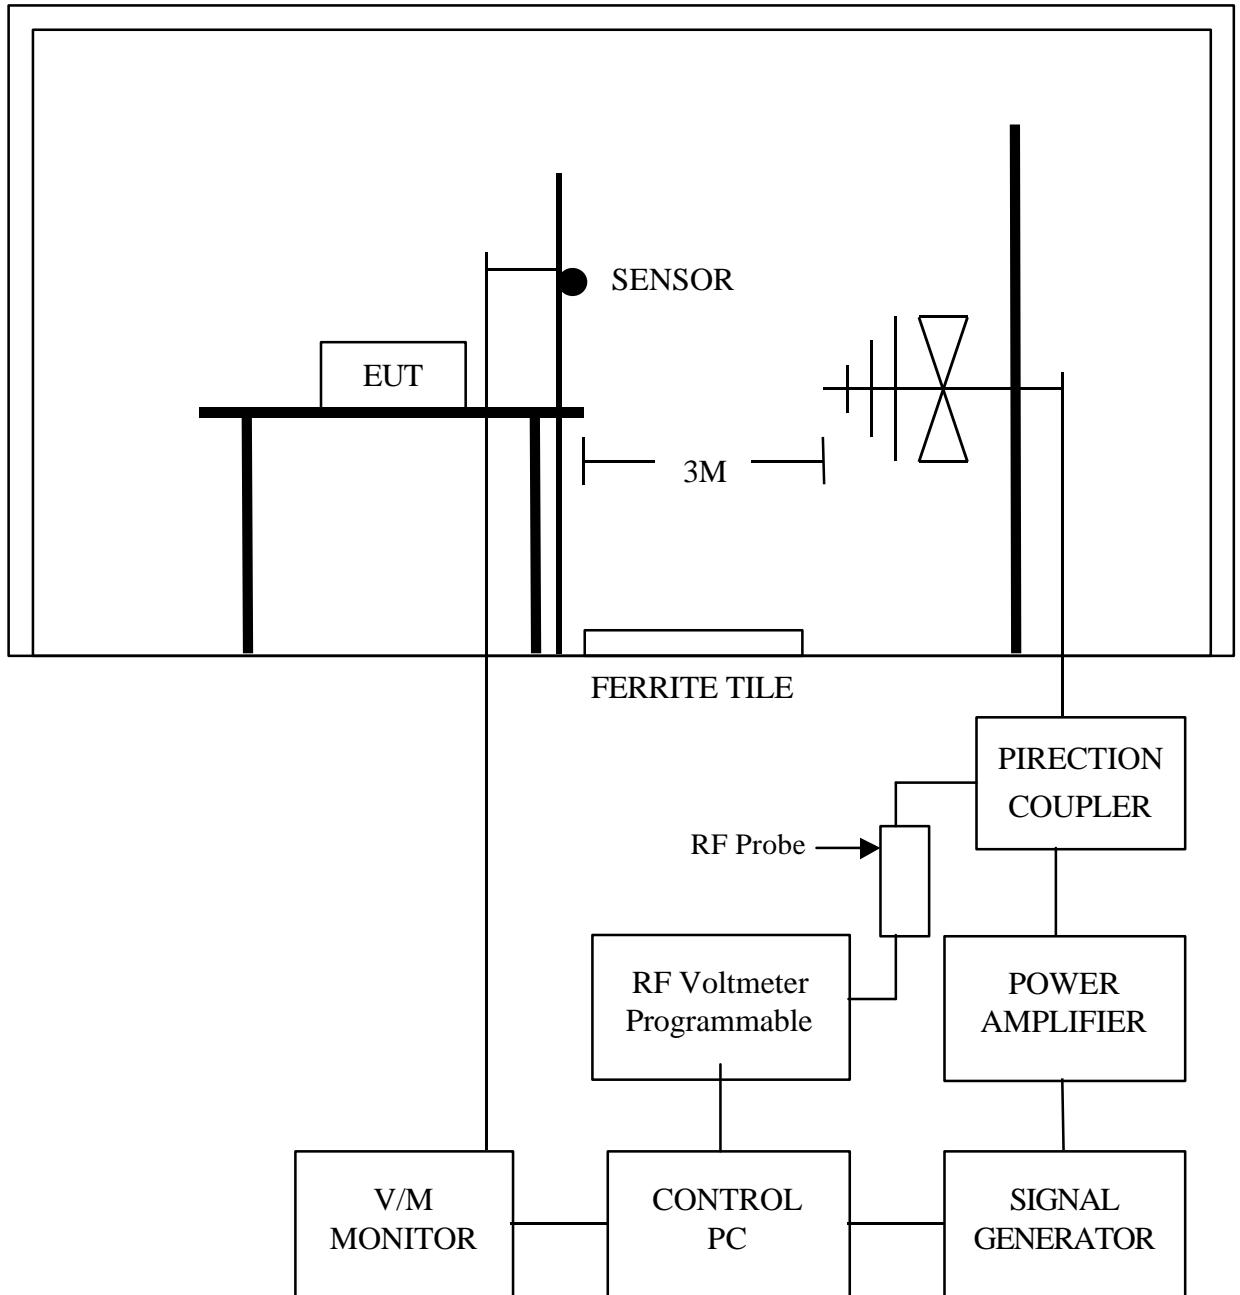 SENSOR
EUT
3M
FERRITE TILE
PIRECTION
COUPLER
RF Probe
RF Voltmeter
Programmable
POWER
AMPLIFIER
V/M
MONITOR
CONTROL
PC
SIGNAL
GENERATOR